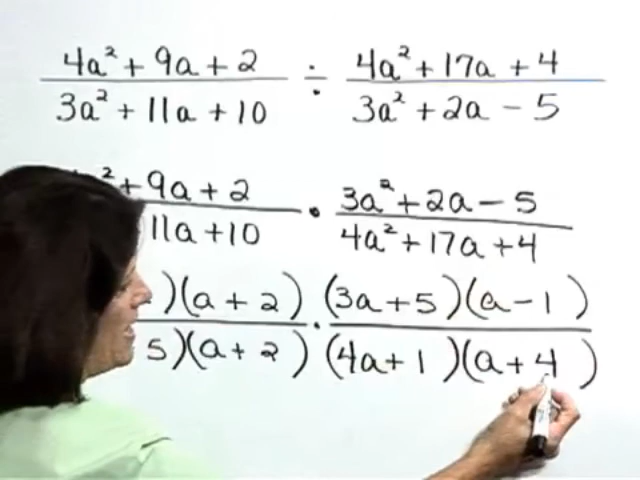 4a² + 9a + 2 / 3a² + 11a + 10 ÷ 4a² + 17a + 4 / 3a² + 2a - 5
² + 9a + 2 / 11a + 10 • 3a² + 2a - 5 / 4a² + 17a + 4
)(a + 2) / 5)(a + 2) • (3a + 5)(a - 1) / (4a + 1)(a + 4)